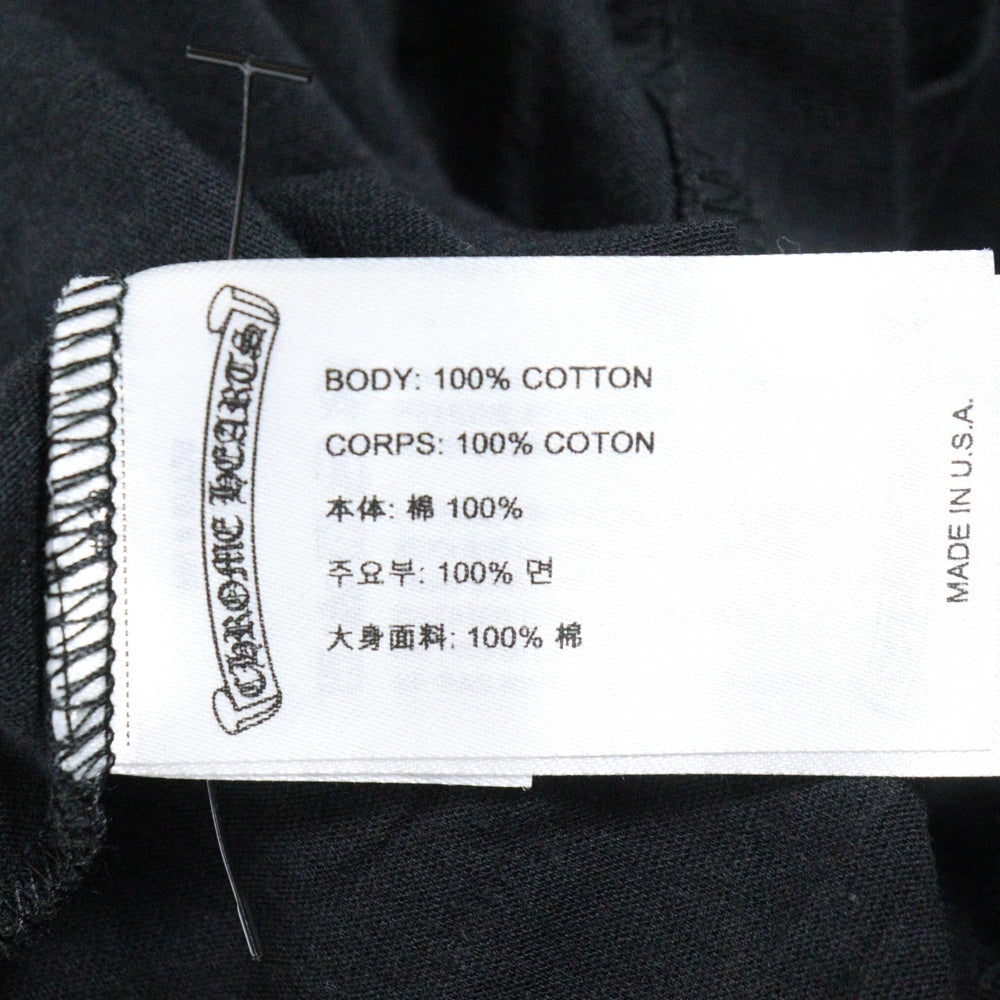 CHROME HEARTS
BODY: 100% COTTON
CORPS: 100% COTON
本体: 棉 100%
주요부: 100% 면
大身面料: 100% 棉
MADE IN U.S.A.